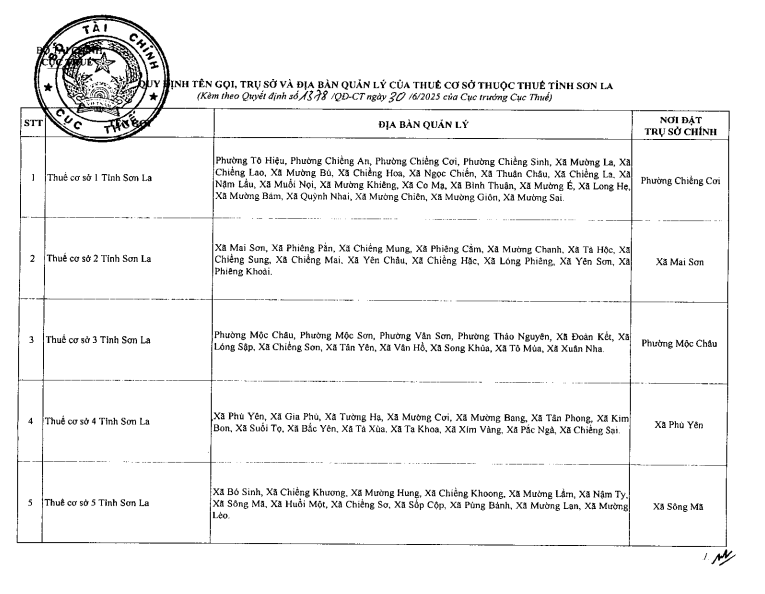 BỘ TÀI CHÍNH
CỤC THUẾ
BỘ TÀI CHÍNH
CỤC THUẾ
VIỆT NAM
QUY ĐỊNH TÊN GỌI, TRỤ SỞ VÀ ĐỊA BÀN QUẢN LÝ CỦA THUẾ CƠ SỞ THUỘC THUẾ TỈNH SƠN LA
(Kèm theo Quyết định số 1378 /QĐ-CT ngày 30 /6/2025 của Cục trưởng Cục Thuế)
STT TÊN GỌI ĐỊA BÀN QUẢN LÝ NƠI ĐẶT
TRỤ SỞ CHÍNH
1 Thuế cơ sở 1 Tỉnh Sơn La
Phường Tô Hiệu, Phường Chiềng An, Phường Chiềng Cơi, Phường Chiềng Sinh, Xã Mường La, Xã
Chiềng Lao, Xã Mường Bú, Xã Chiềng Hoa, Xã Ngọc Chiến, Xã Thuận Châu, Xã Chiềng La, Xã
Nậm Lầu, Xã Muổi Nọi, Xã Mường Khiêng, Xã Co Mạ, Xã Bình Thuận, Xã Mường É, Xã Long Hẹ,
Xã Mường Bám, Xã Quỳnh Nhai, Xã Mường Chiên, Xã Mường Giôn, Xã Mường Sại.
Phường Chiềng Cơi
2 Thuế cơ sở 2 Tỉnh Sơn La
Xã Mai Sơn, Xã Phiêng Pằn, Xã Chiềng Mung, Xã Phiêng Cằm, Xã Mường Chanh, Xã Tà Hộc, Xã
Chiềng Sung, Xã Chiềng Mai, Xã Yên Châu, Xã Chiềng Hặc, Xã Lóng Phiêng, Xã Yên Sơn, Xã
Phiêng Khoài.
Xã Mai Sơn
3 Thuế cơ sở 3 Tỉnh Sơn La
Phường Mộc Châu, Phường Mộc Sơn, Phường Vân Sơn, Phường Thảo Nguyên, Xã Đoàn Kết, Xã
Lóng Sập, Xã Chiềng Sơn, Xã Tân Yên, Xã Vân Hồ, Xã Song Khủa, Xã Tô Múa, Xã Xuân Nha.
Phường Mộc Châu
4 Thuế cơ sở 4 Tỉnh Sơn La
Xã Phù Yên, Xã Gia Phù, Xã Tường Hạ, Xã Mường Cơi, Xã Mường Bang, Xã Tân Phong, Xã Kim
Bon, Xã Suối Tọ, Xã Bắc Yên, Xã Tà Xùa, Xã Tạ Khoa, Xã Xím Vàng, Xã Pắc Ngà, Xã Chiềng Sại.
Xã Phù Yên
5 Thuế cơ sở 5 Tỉnh Sơn La
Xã Bó Sinh, Xã Chiềng Khương, Xã Mường Hung, Xã Chiềng Khoong, Xã Mường Lầm, Xã Nậm Ty,
Xã Sông Mã, Xã Huổi Một, Xã Chiềng Sơ, Xã Sốp Cộp, Xã Púng Bánh, Xã Mường Lạn, Xã Mường
Lèo.
Xã Sông Mã
1